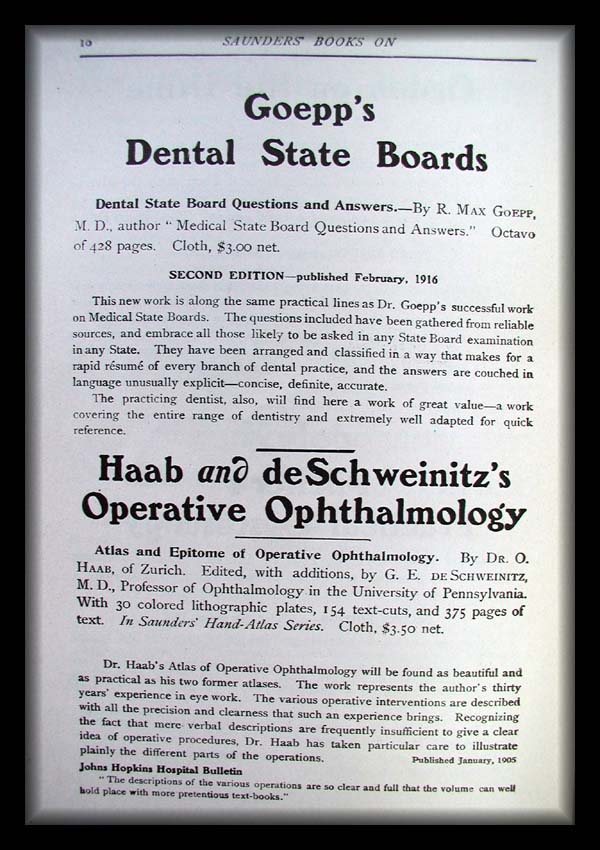 10 SAUNDERS' BOOKS ON
Goepp's
Dental State Boards
Dental State Board Questions and Answers.—By R. MAX GOEPP,
M. D., author "Medical State Board Questions and Answers." Octavo
of 428 pages. Cloth, $3.00 net.
SECOND EDITION—published February, 1916
This new work is along the same practical lines as Dr. Goepp's successful work
on Medical State Boards. The questions included have been gathered from reliable
sources, and embrace all those likely to be asked in any State Board examination
in any State. They have been arranged and classified in a way that makes for a
rapid résumé of every branch of dental practice, and the answers are couched in
language unusually explicit—concise, definite, accurate.
The practicing dentist, also, will find here a work of great value—a work
covering the entire range of dentistry and extremely well adapted for quick
reference.
Haab and deSchweinitz's
Operative Ophthalmology
Atlas and Epitome of Operative Ophthalmology. By DR. O.
HAAB, of Zurich. Edited, with additions, by G. E. DE SCHWEINITZ,
M. D., Professor of Ophthalmology in the University of Pennsylvania.
With 30 colored lithographic plates, 154 text-cuts, and 375 pages of
text. In Saunders' Hand-Atlas Series. Cloth, $3.50 net.
Dr. Haab's Atlas of Operative Ophthalmology will be found as beautiful and
as practical as his two former atlases. The work represents the author's thirty
years' experience in eye work. The various operative interventions are described
with all the precision and clearness that such an experience brings. Recognizing
the fact that mere verbal descriptions are frequently insufficient to give a clear
idea of operative procedures, Dr. Haab has taken particular care to illustrate
plainly the different parts of the operations. Published January, 1905
Johns Hopkins Hospital Bulletin
"The descriptions of the various operations are so clear and full that the volume can well
hold place with more pretentious text-books."